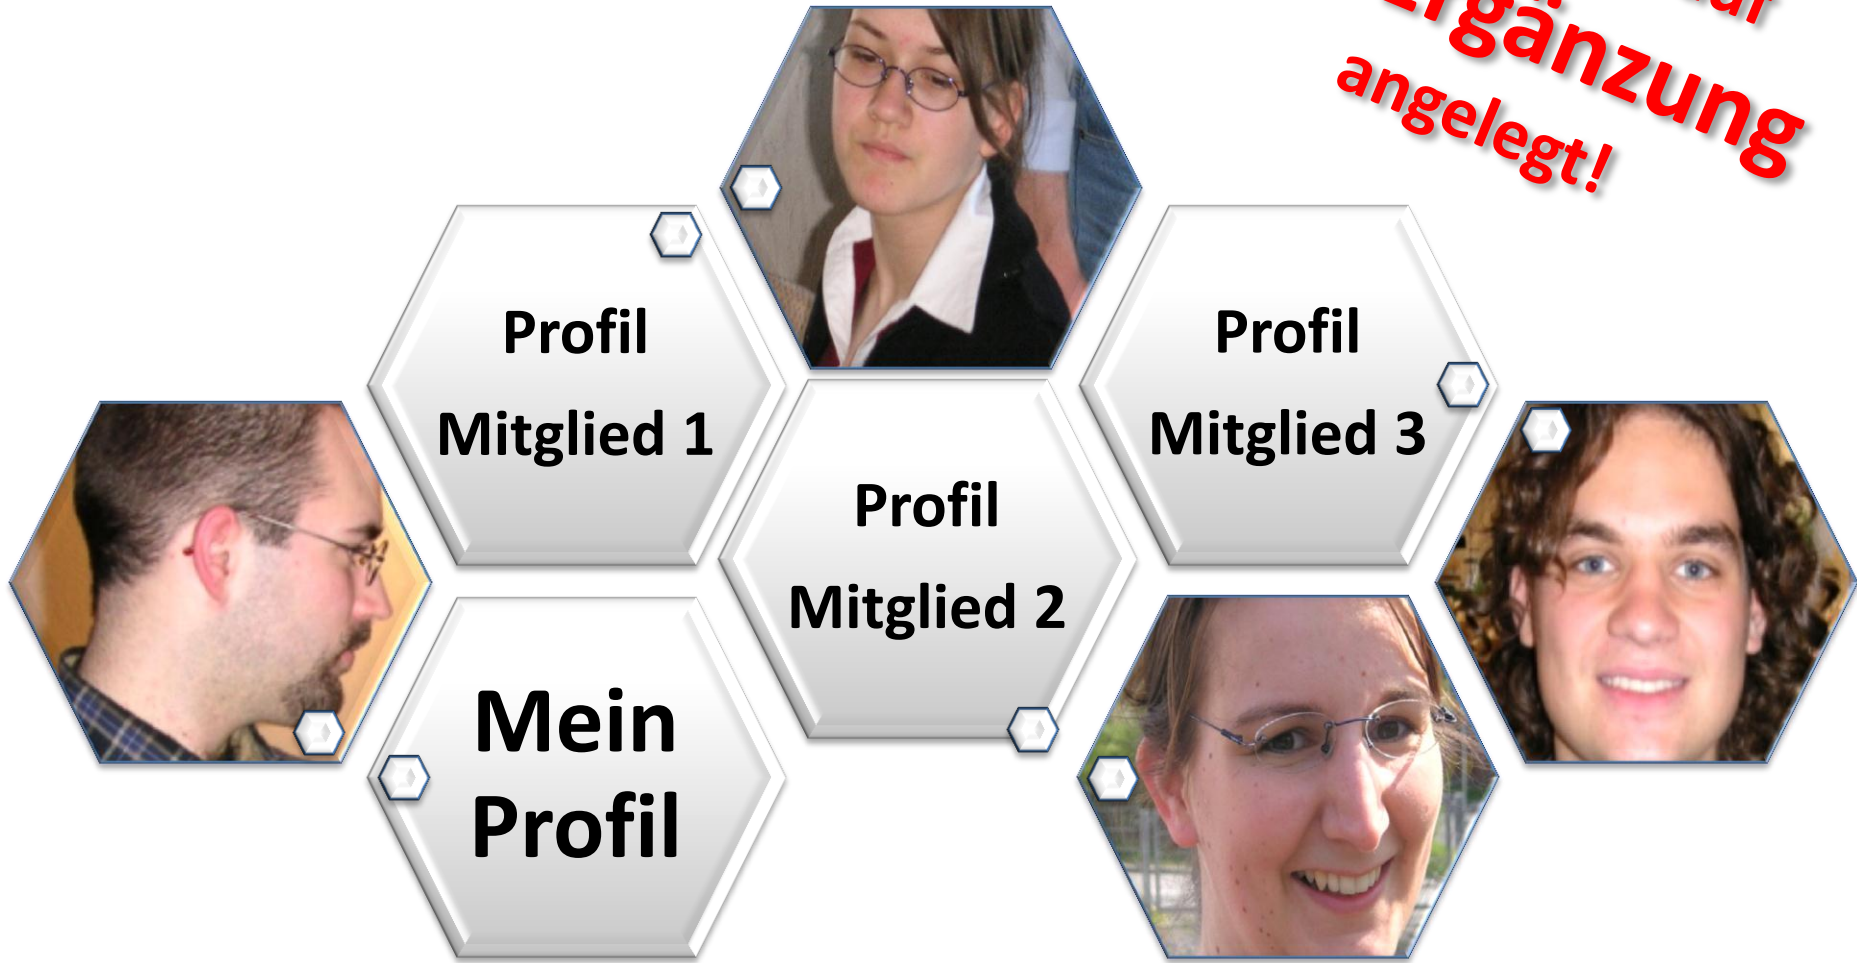 Ergänzung
angelegt!
Profil
Mitglied 1
Profil
Mitglied 3
Profil
Mitglied 2
Mein
Profil